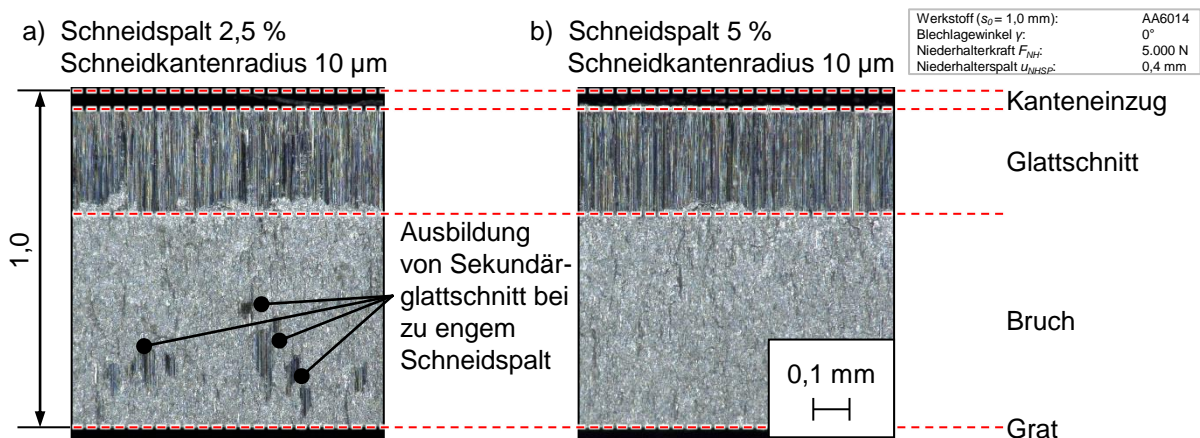 a) Schneidspalt 2,5 %
Schneidkantenradius 10 µm
b) Schneidspalt 5 %
Schneidkantenradius 10 µm
Werkstoff (s0 = 1,0 mm): AA6014
Blechlagewinkel γ: 0°
Niederhalterkraft FNH: 5.000 N
Niederhalterspalt uNHSP: 0,4 mm
Kanteneinzug
Glattschnitt
1,0
Ausbildung
von Sekundär-
glattschnitt bei
zu engem
Schneidspalt
Bruch
0,1 mm
Grat